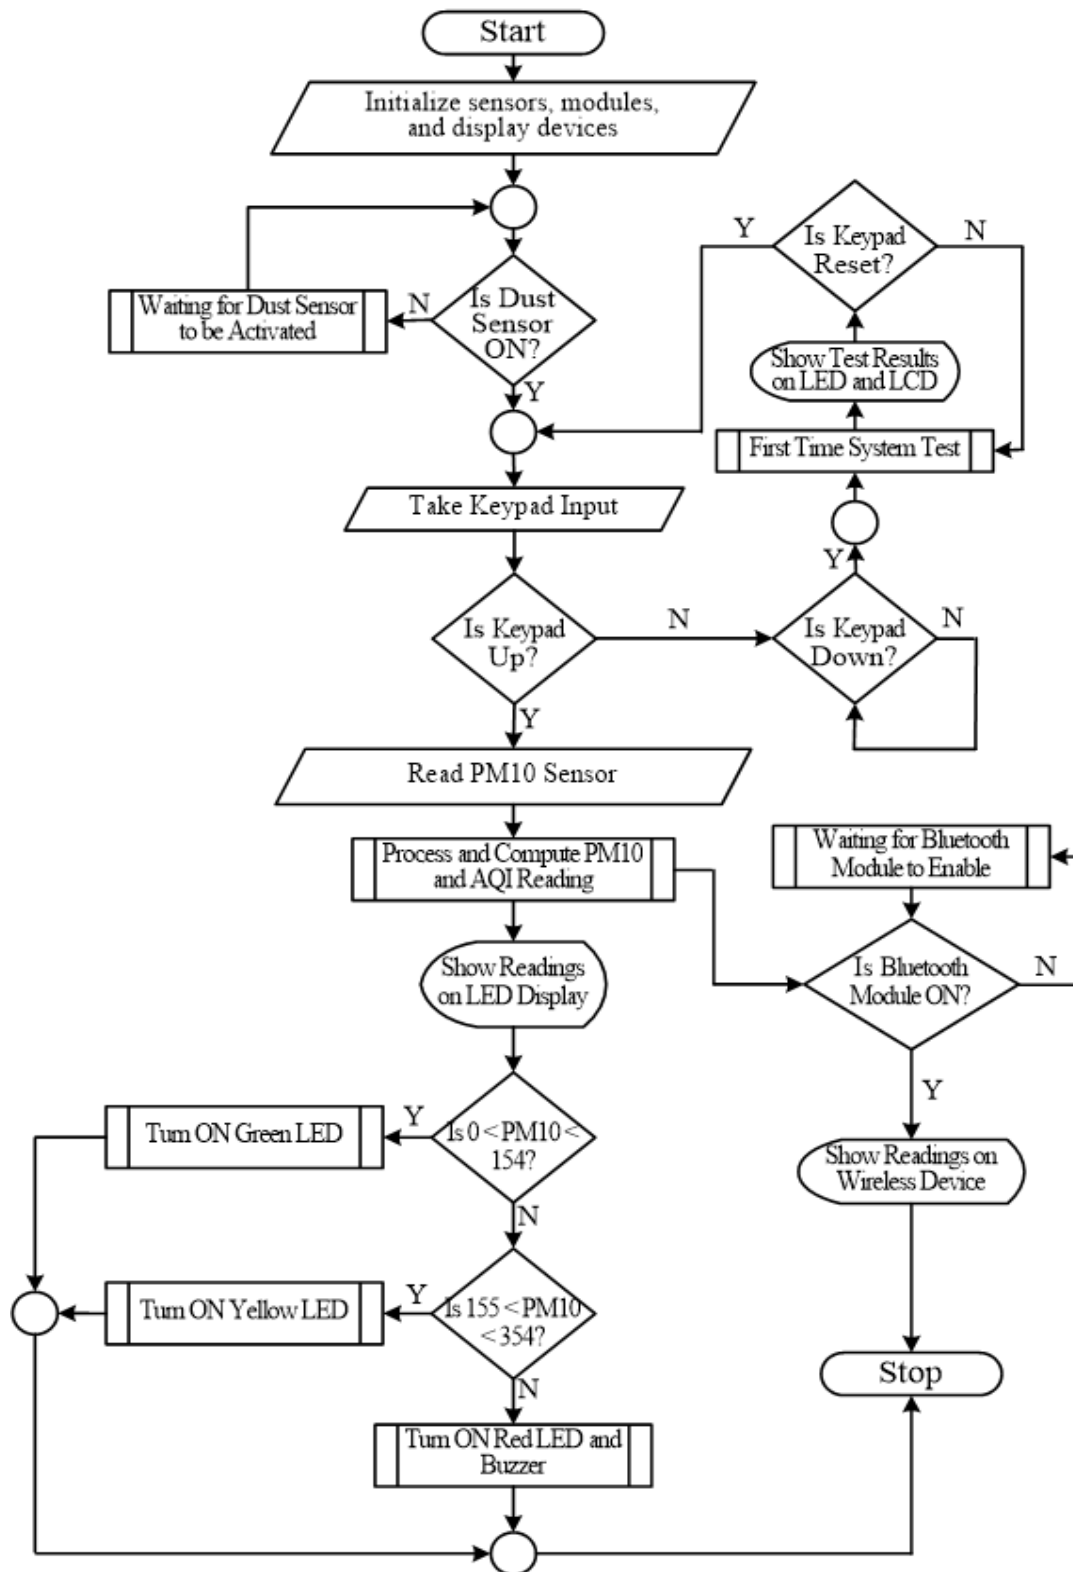 Start
Initialize sensors, modules,
and display devices
Y
Is Keypad
Reset?
N
Waiting for Dust Sensor
to be Activated
N
Is Dust
Sensor
ON?
Y
Show Test Results
on LED and LCD
First Time System Test
Take Keypad Input
Y
Is Keypad
Up?
N
Is Keypad
Down?
N
Y
Read PM10 Sensor
Process and Compute PM10
and AQI Reading
Waiting for Bluetooth
Module to Enable
Show Readings
on LED Display
Is Bluetooth
Module ON?
N
Y
Turn ON Green LED
Y
Is 0 < PM10 <
154?
N
Show Readings on
Wireless Device
Turn ON Yellow LED
Y
Is 155 < PM10
< 354?
N
Stop
Turn ON Red LED and
Buzzer